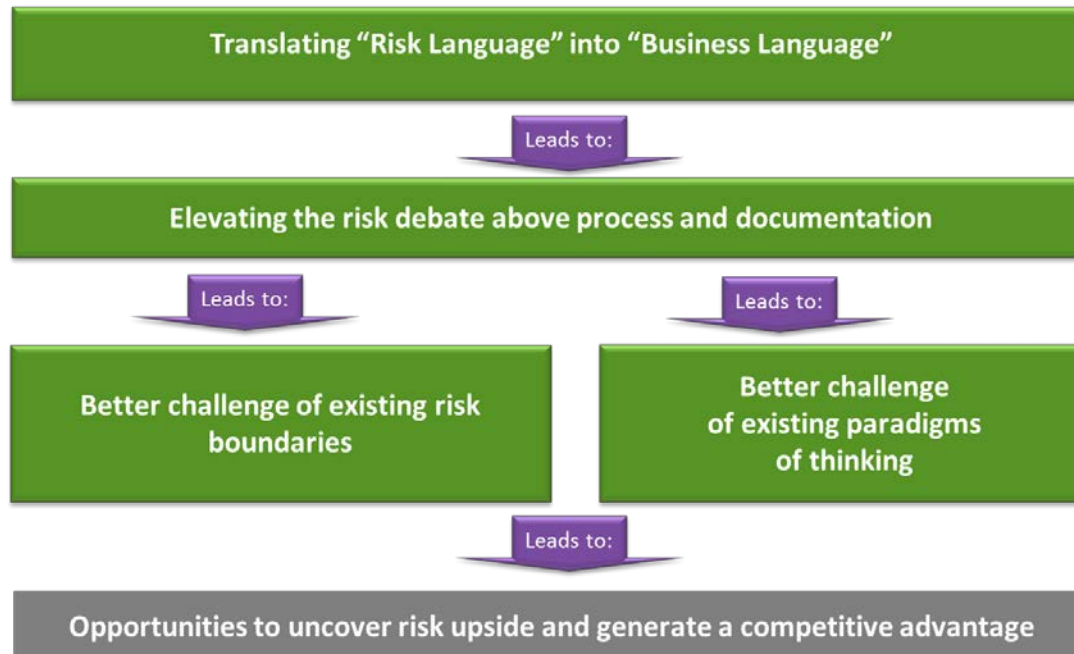 Translating “Risk Language” into “Business Language”
Leads to:
Elevating the risk debate above process and documentation
Leads to:
Leads to:
Better challenge of existing risk
boundaries
Better challenge
of existing paradigms
of thinking
Leads to:
Opportunities to uncover risk upside and generate a competitive advantage